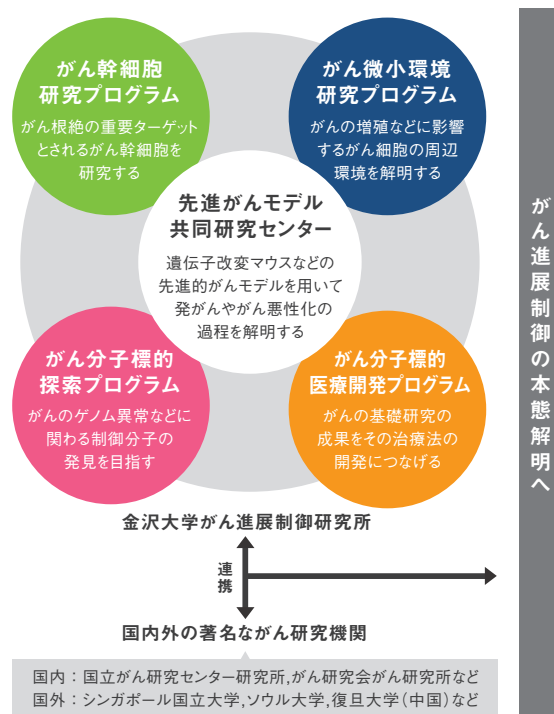 がん幹細胞
研究プログラム
がん根絶の重要ターゲット
とされるがん幹細胞を
研究する
がん微小環境
研究プログラム
がんの増殖などに影響
するがん細胞の周辺
環境を解明する
先進がんモデル
共同研究センター
遺伝子改変マウスなどの
先進的がんモデルを用いて
発がんやがん悪性化の
過程を解明する
がん分子標的
探索プログラム
がんのゲノム異常などに
関わる制御分子の
発見を目指す
がん分子標的
医療開発プログラム
がんの基礎研究の
成果をその治療法の
開発につなげる
金沢大学がん進展制御研究所
連携
国内外の著名ながん研究機関
国内：国立がん研究センター研究所,がん研究会がん研究所など
国外：シンガポール国立大学,ソウル大学,復旦大学（中国）など
がん進展制御の本態解明へ